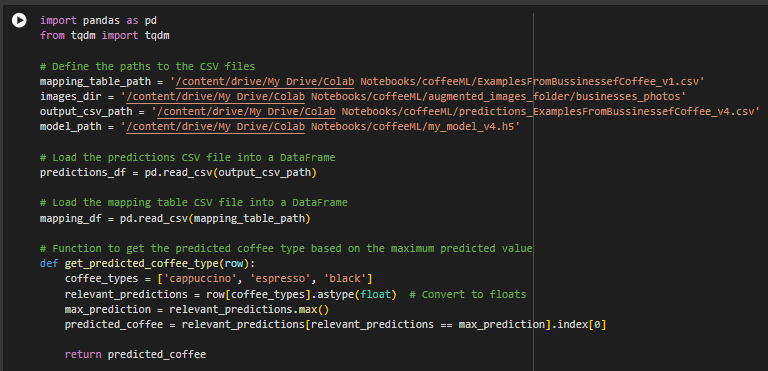 import pandas as pd
from tqdm import tqdm
# Define the paths to the CSV files
mapping_table_path = '/content/drive/My Drive/Colab Notebooks/coffeeML/ExamplesFromBussinessefCoffee_v1.csv'
images_dir = '/content/drive/My Drive/Colab Notebooks/coffeeML/augmented_images_folder/businesses_photos'
output_csv_path = '/content/drive/My Drive/Colab Notebooks/coffeeML/predictions_ExamplesFromBussinessefCoffee_v4.csv'
model_path = '/content/drive/My Drive/Colab Notebooks/coffeeML/my_model_v4.h5'
# Load the predictions CSV file into a DataFrame
predictions_df = pd.read_csv(output_csv_path)
# Load the mapping table CSV file into a DataFrame
mapping_df = pd.read_csv(mapping_table_path)
# Function to get the predicted coffee type based on the maximum predicted value
def get_predicted_coffee_type(row):
    coffee_types = ['cappuccino', 'espresso', 'black']
    relevant_predictions = row[coffee_types].astype(float)  # Convert to floats
    max_prediction = relevant_predictions.max()
    predicted_coffee = relevant_predictions[relevant_predictions == max_prediction].index[0]
    return predicted_coffee